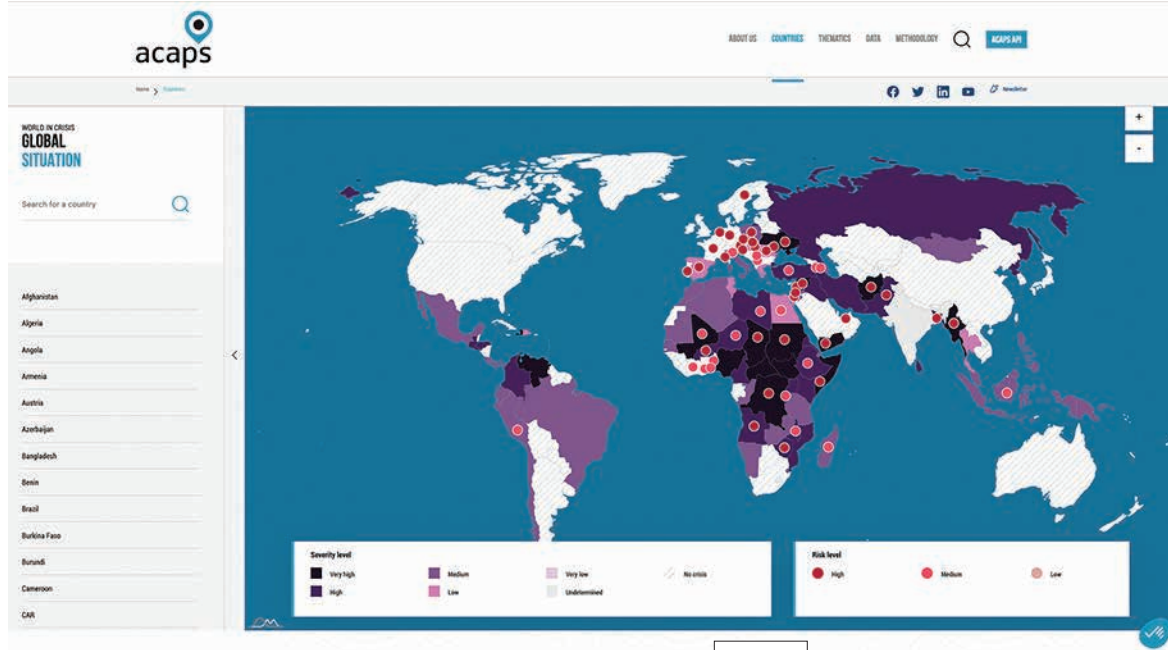 acaps
ABOUT US COUNTRIES THEMATICS DATA METHODOLOGY ACAPS API
Home Countries Newsletter
WORLD IN CRISIS
GLOBAL
SITUATION
Search for a country
Afghanistan
Algeria
Angola
Armenia
Austria
Azerbaijan
Bangladesh
Benin
Brazil
Burkina Faso
Burundi
Cameroon
CAR
+
-
Severity level
Very high Medium Very low No crisis
High Low Undetermined
Risk level
High Medium Low